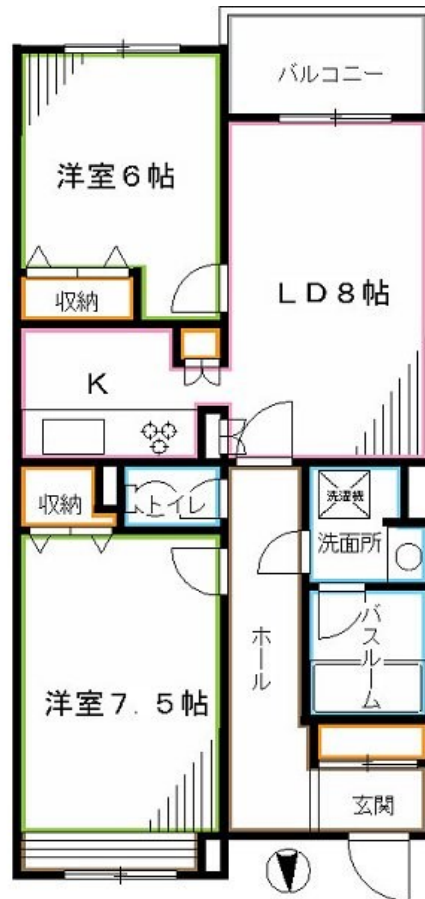 バルコニー
洋室6帖
LD8帖
収納
K
収納
トイレ
洗濯機
洗面所
ホール
バスルーム
洋室7.5帖
玄関